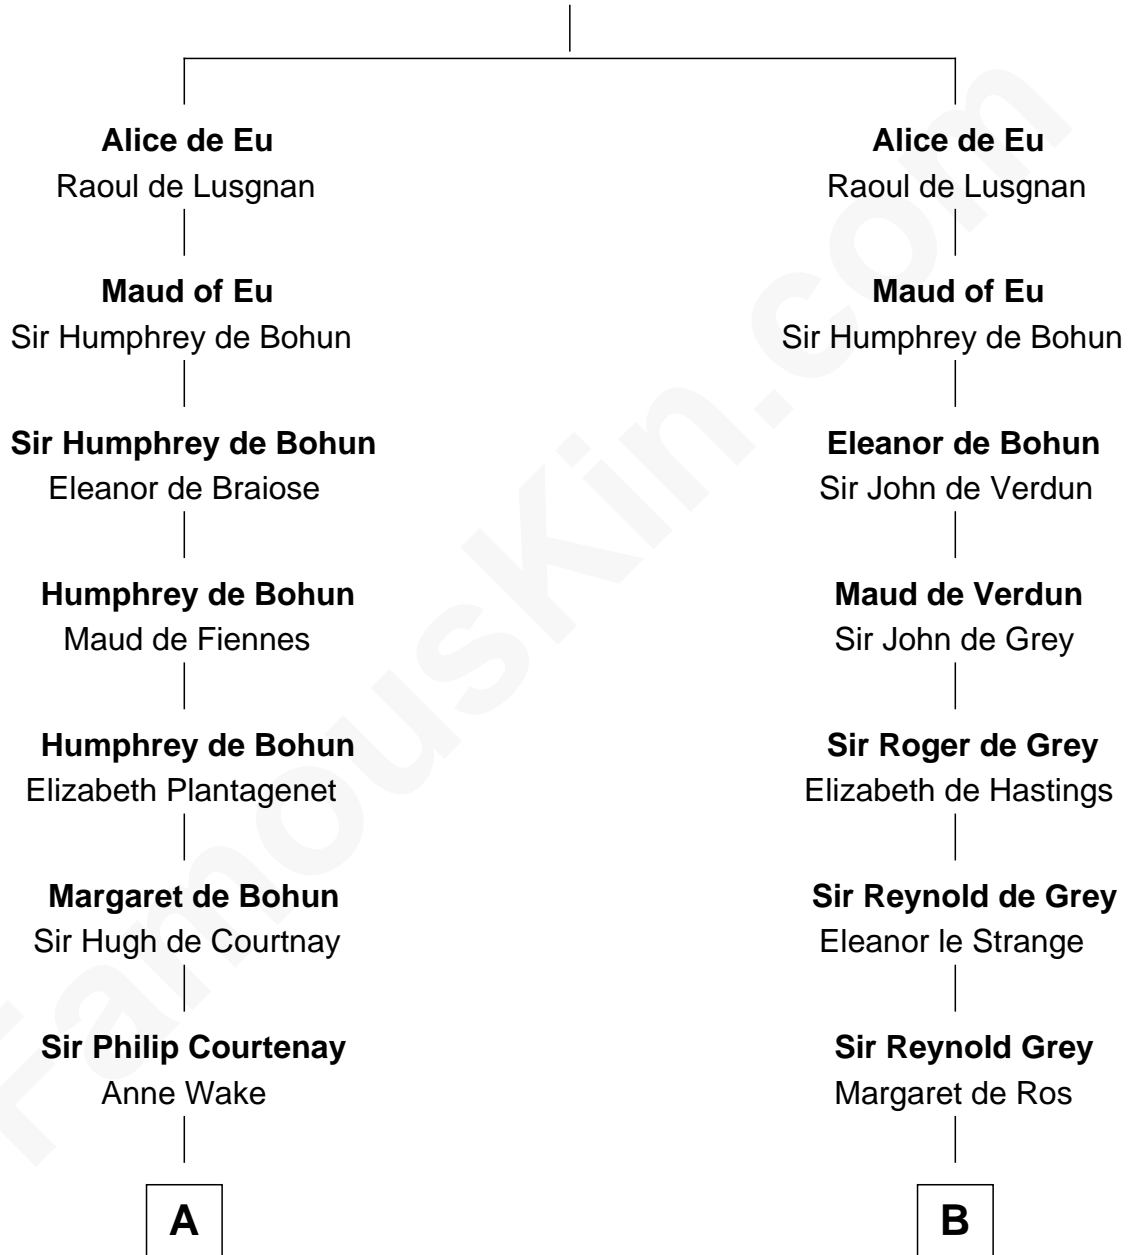 Alice de Eu
Raoul de Lusgnan
Maud of Eu
Sir Humphrey de Bohun
Sir Humphrey de Bohun
Eleanor de Braiose
Humphrey de Bohun
Maud de Fiennes
Humphrey de Bohun
Elizabeth Plantagenet
Margaret de Bohun
Sir Hugh de Courtnay
Sir Philip Courtenay
Anne Wake
A
Alice de Eu
Raoul de Lusgnan
Maud of Eu
Sir Humphrey de Bohun
Eleanor de Bohun
Sir John de Verdun
Maud de Verdun
Sir John de Grey
Sir Roger de Grey
Elizabeth de Hastings
Sir Reynold de Grey
Eleanor le Strange
Sir Reynold Grey
Margaret de Ros
B
FamousKin.com